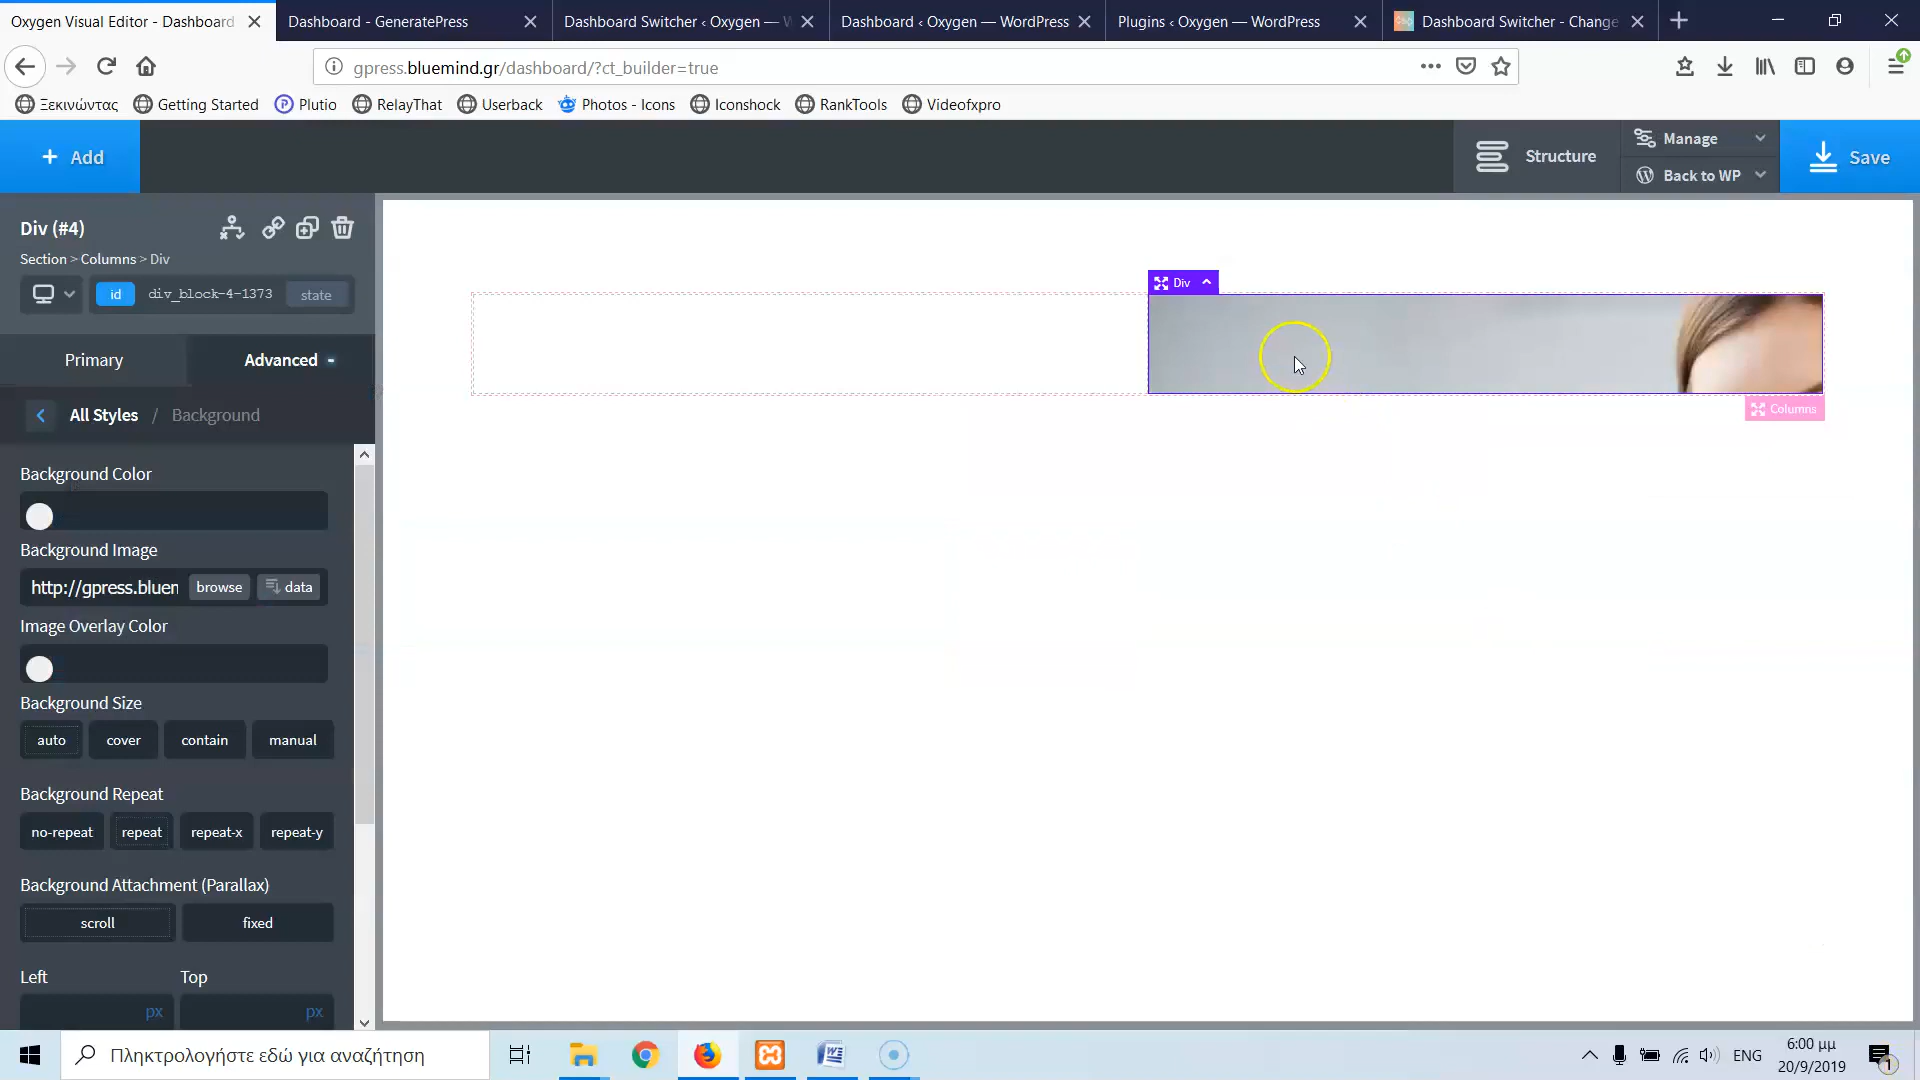 Oxygen Visual Editor - Dashboard
Dashboard - GeneratePress
Dashboard Switcher ‹ Oxygen — W
Dashboard ‹ Oxygen — WordPress
Plugins ‹ Oxygen — WordPress
Dashboard Switcher - Change
gpress.bluemind.gr/dashboard/?ct_builder=true
Ξεκινώντας
Getting Started
Plutio
RelayThat
Userback
Photos - Icons
Iconshock
RankTools
Videofxpro
+ Add
Structure
Manage
Back to WP
Save
Div (#4)
Section > Columns > Div
id
div_block-4-1373
state
Primary
Advanced
All Styles / Background
Background Color
Background Image
http://gpress.bluen
browse
data
Image Overlay Color
Background Size
auto
cover
contain
manual
Background Repeat
no-repeat
repeat
repeat-x
repeat-y
Background Attachment (Parallax)
scroll
fixed
Left
Top
px
px
Div
Columns
Πληκτρολογήστε εδώ για αναζήτηση
ENG
6:00 μμ
20/9/2019
1